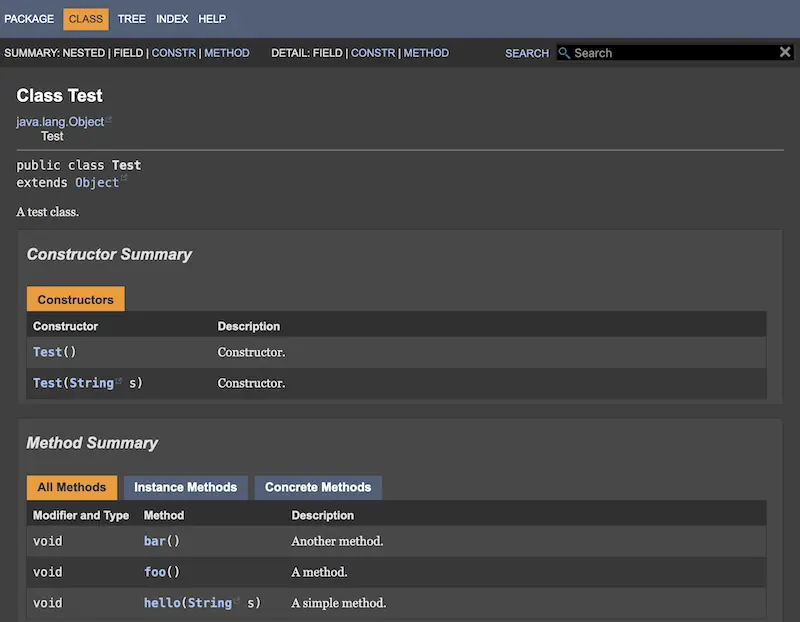 PACKAGE CLASS TREE INDEX HELP
SUMMARY: NESTED | FIELD | CONSTR | METHOD DETAIL: FIELD | CONSTR | METHOD SEARCH Search
Class Test
java.lang.Object
Test
public class Test
extends Object
A test class.
Constructor Summary
Constructors
Constructor Description
Test() Constructor.
Test(String s) Constructor.
Method Summary
All Methods Instance Methods Concrete Methods
Modifier and Type Method Description
void bar() Another method.
void foo() A method.
void hello(String s) A simple method.